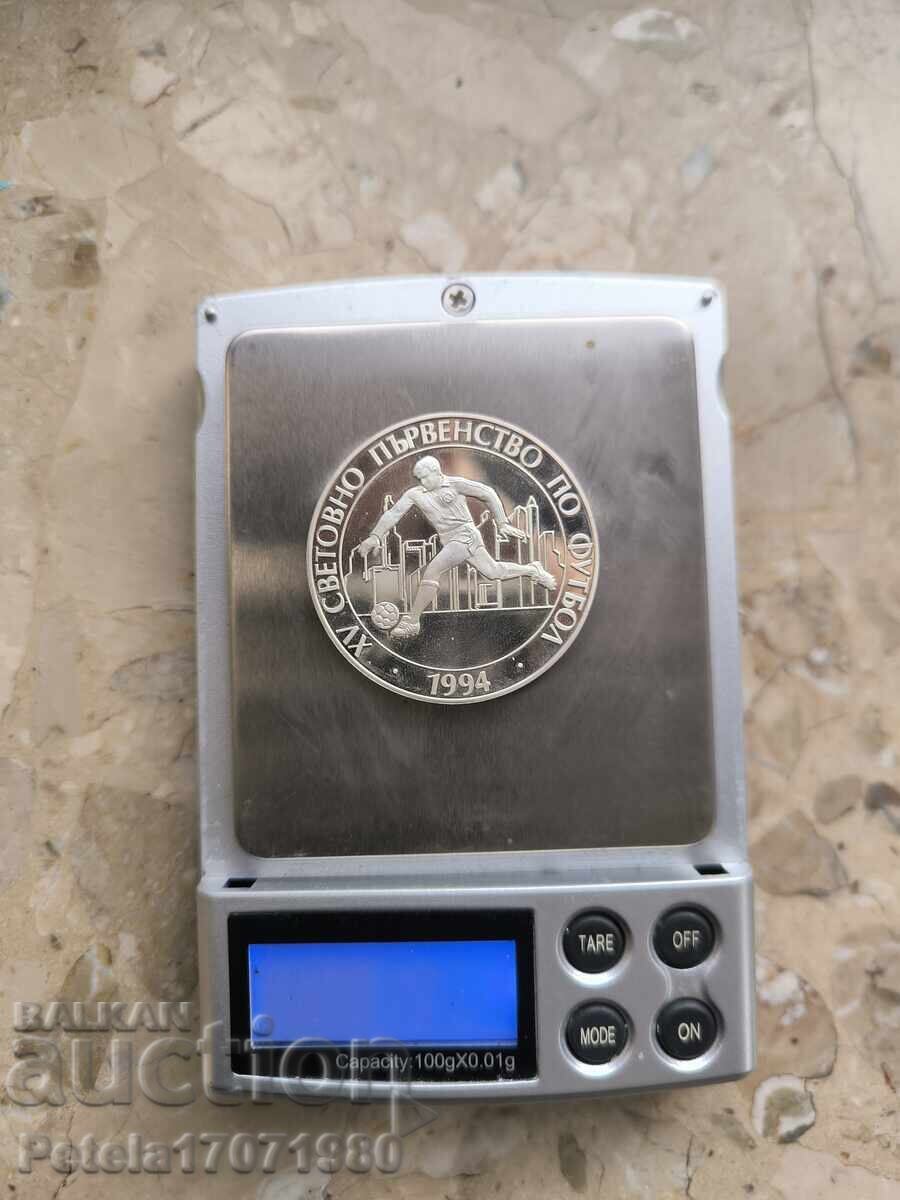 XV СВЕТОВНО ПЪРВЕНСТВО ПО ФУТБОЛ
• 1994 •
TARE
OFF
MODE
ON
Capacity:100gX0.01g
BALKAN
auction
Petela17071980